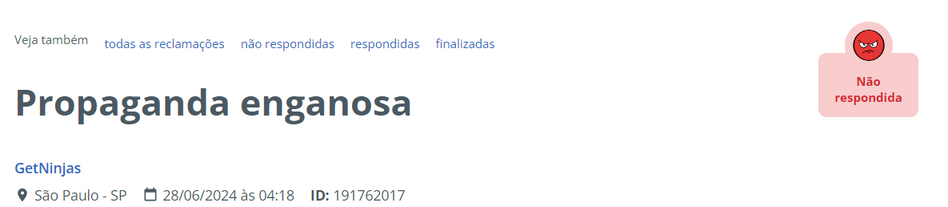 Veja também todas as reclamações não respondidas respondidas finalizadas
Não
respondida
Propaganda enganosa
GetNinjas
São Paulo - SP 28/06/2024 às 04:18 ID: 191762017